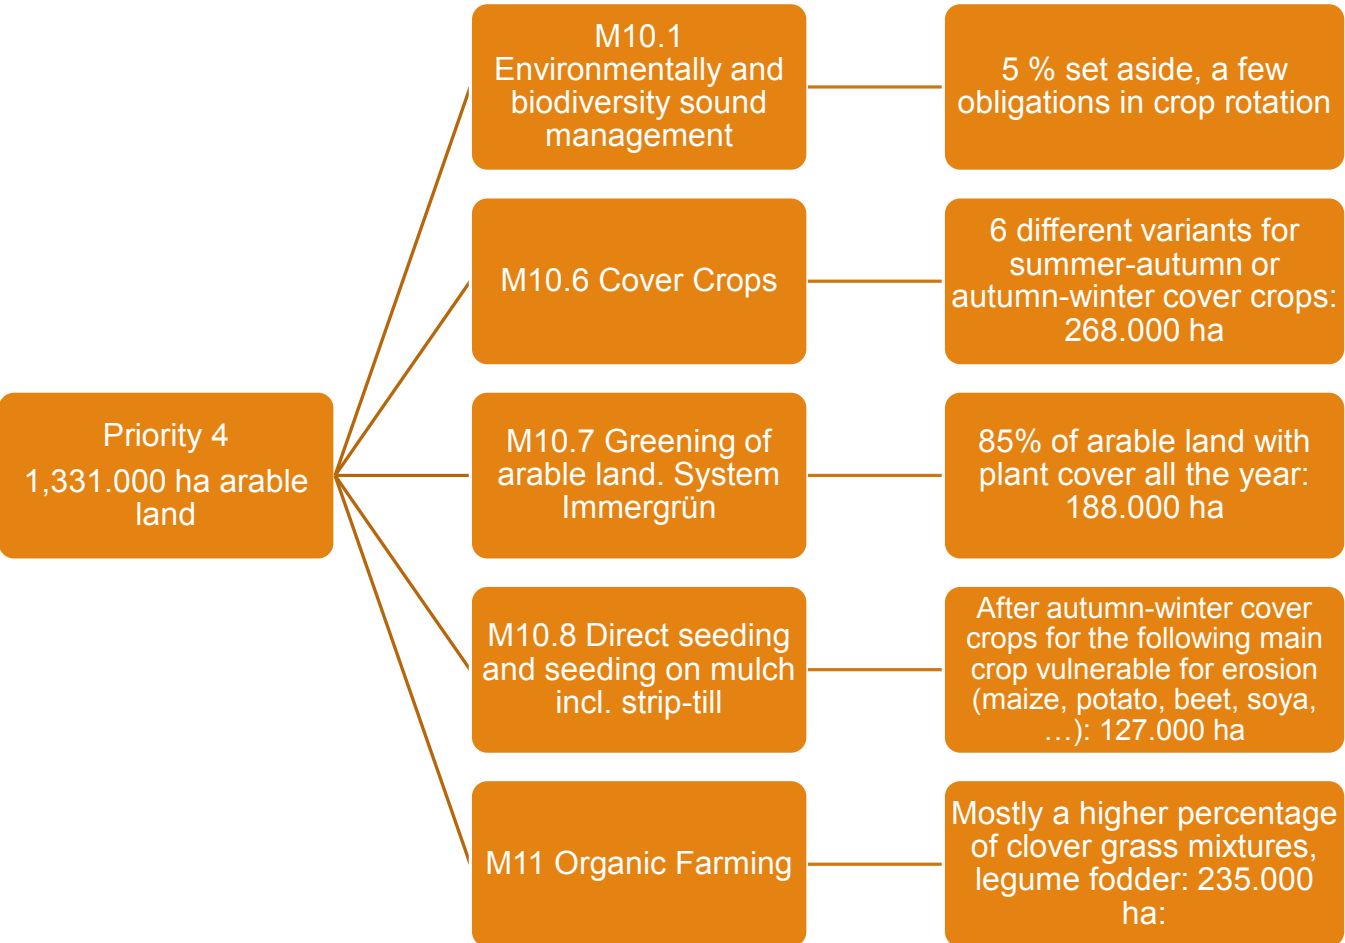 Priority 4
1,331.000 ha arable
land
M10.1
Environmentally and
biodiversity sound
management
5 % set aside, a few
obligations in crop rotation
M10.6 Cover Crops
6 different variants for
summer-autumn or
autumn-winter cover crops:
268.000 ha
M10.7 Greening of
arable land. System
Immergrün
85% of arable land with
plant cover all the year:
188.000 ha
M10.8 Direct seeding
and seeding on mulch
incl. strip-till
After autumn-winter cover
crops for the following main
crop vulnerable for erosion
(maize, potato, beet, soya,
…): 127.000 ha
M11 Organic Farming
Mostly a higher percentage
of clover grass mixtures,
legume fodder: 235.000
ha: